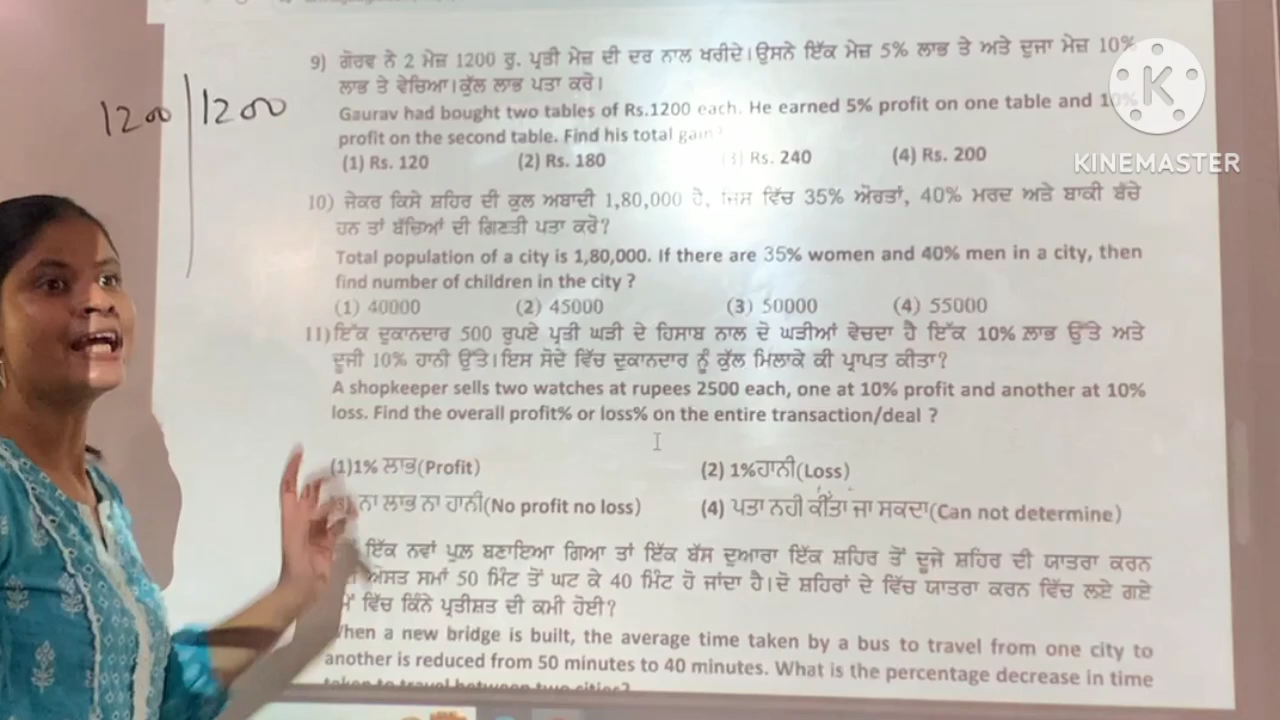 1200 | 1200
9) ਗੋਰਵ ਨੇ 2 ਮੇਜ਼ 1200 ਰੁ. ਪ੍ਰਤੀ ਮੇਜ਼ ਦੀ ਦਰ ਨਾਲ ਖਰੀਦੇ।ਉਸਨੇ ਇੱਕ ਮੇਜ਼ 5% ਲਾਭ ਤੇ ਅਤੇ ਦੂਜਾ ਮੇਜ਼ 10%
ਲਾਭ ਤੇ ਵੇਚਿਆ।ਕੁੱਲ ਲਾਭ ਪਤਾ ਕਰੋ।
Gaurav had bought two tables of Rs.1200 each. He earned 5% profit on one table and 10%
profit on the second table. Find his total gain?
(1) Rs. 120 (2) Rs. 180 (3) Rs. 240 (4) Rs. 200
KINEMASTER
10) ਜੇਕਰ ਕਿਸੇ ਸ਼ਹਿਰ ਦੀ ਕੁਲ ਅਬਾਦੀ 1,80,000 ਹੈ, ਜਿਸ ਵਿੱਚ 35% ਔਰਤਾਂ, 40% ਮਰਦ ਅਤੇ ਬਾਕੀ ਬੱਚੇ
ਹਨ ਤਾਂ ਬੱਚਿਆਂ ਦੀ ਗਿਣਤੀ ਪਤਾ ਕਰੋ?
Total population of a city is 1,80,000. If there are 35% women and 40% men in a city, then
find number of children in the city ?
(1) 40000 (2) 45000 (3) 50000 (4) 55000
11)ਇੱਕ ਦੁਕਾਨਦਾਰ 500 ਰੁਪਏ ਪ੍ਰਤੀ ਘੜੀ ਦੇ ਹਿਸਾਬ ਨਾਲ ਦੋ ਘੜੀਆਂ ਵੇਚਦਾ ਹੈ ਇੱਕ 10% ਲਾਭ ਉੱਤੇ ਅਤੇ
ਦੂਜੀ 10% ਹਾਨੀ ਉੱਤੇ।ਇਸ ਸੋਦੇ ਵਿੱਚ ਦੁਕਾਨਦਾਰ ਨੂੰ ਕੁੱਲ ਮਿਲਾਕੇ ਕੀ ਪ੍ਰਾਪਤ ਕੀਤਾ?
A shopkeeper sells two watches at rupees 2500 each, one at 10% profit and another at 10%
loss. Find the overall profit% or loss% on the entire transaction/deal ?
(1)1% ਲਾਭ(Profit) (2) 1%ਹਾਨੀ(Loss)
(3) ਨਾ ਲਾਭ ਨਾ ਹਾਨੀ(No profit no loss) (4) ਪਤਾ ਨਹੀ ਕੀਤਾ ਜਾ ਸਕਦਾ(Can not determine)
ਇੱਕ ਨਵਾਂ ਪੁਲ ਬਣਾਇਆ ਗਿਆ ਤਾਂ ਇੱਕ ਬੱਸ ਦੁਆਰਾ ਇੱਕ ਸ਼ਹਿਰ ਤੋਂ ਦੂਜੇ ਸ਼ਹਿਰ ਦੀ ਯਾਤਰਾ ਕਰਨ
ਔਸਤ ਸਮਾਂ 50 ਮਿੰਟ ਤੋਂ ਘਟ ਕੇ 40 ਮਿੰਟ ਹੋ ਜਾਂਦਾ ਹੈ।ਦੋ ਸ਼ਹਿਰਾਂ ਦੇ ਵਿੱਚ ਯਾਤਰਾ ਕਰਨ ਵਿੱਚ ਲਏ ਗਏ
ਵਿੱਚ ਕਿੰਨੇ ਪ੍ਰਤੀਸ਼ਤ ਦੀ ਕਮੀ ਹੋਈ?
When a new bridge is built, the average time taken by a bus to travel from one city to
another is reduced from 50 minutes to 40 minutes. What is the percentage decrease in time
taken to travel between two cities?